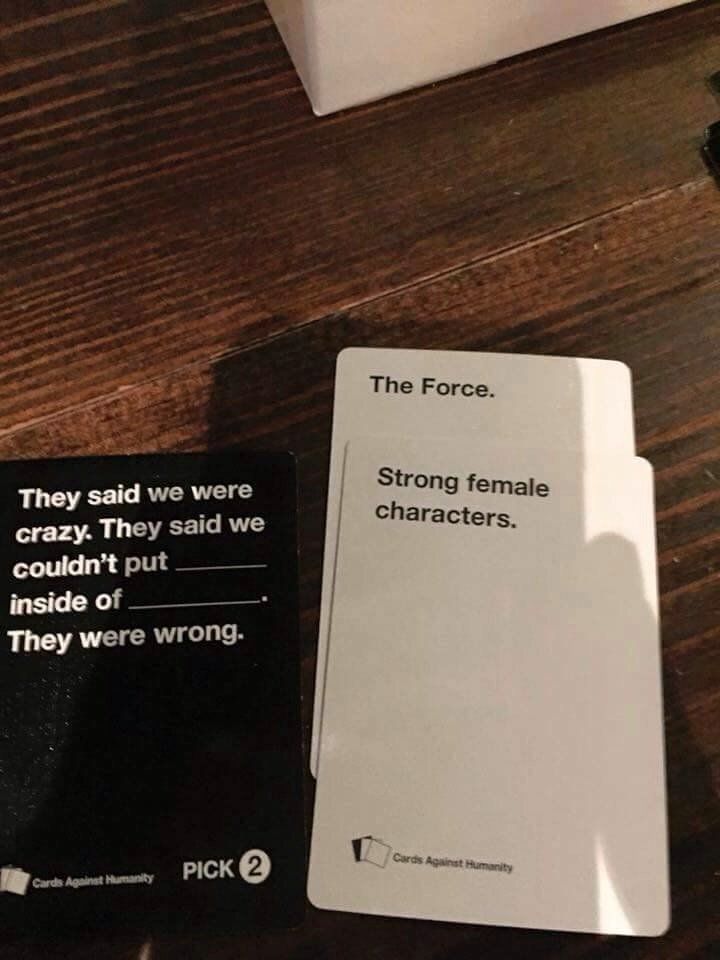 They said we were
crazy. They said we
couldn't put ______
inside of ________.
They were wrong.
Cards Against Humanity
PICK 2
The Force.
Strong female
characters.
Cards Against Humanity